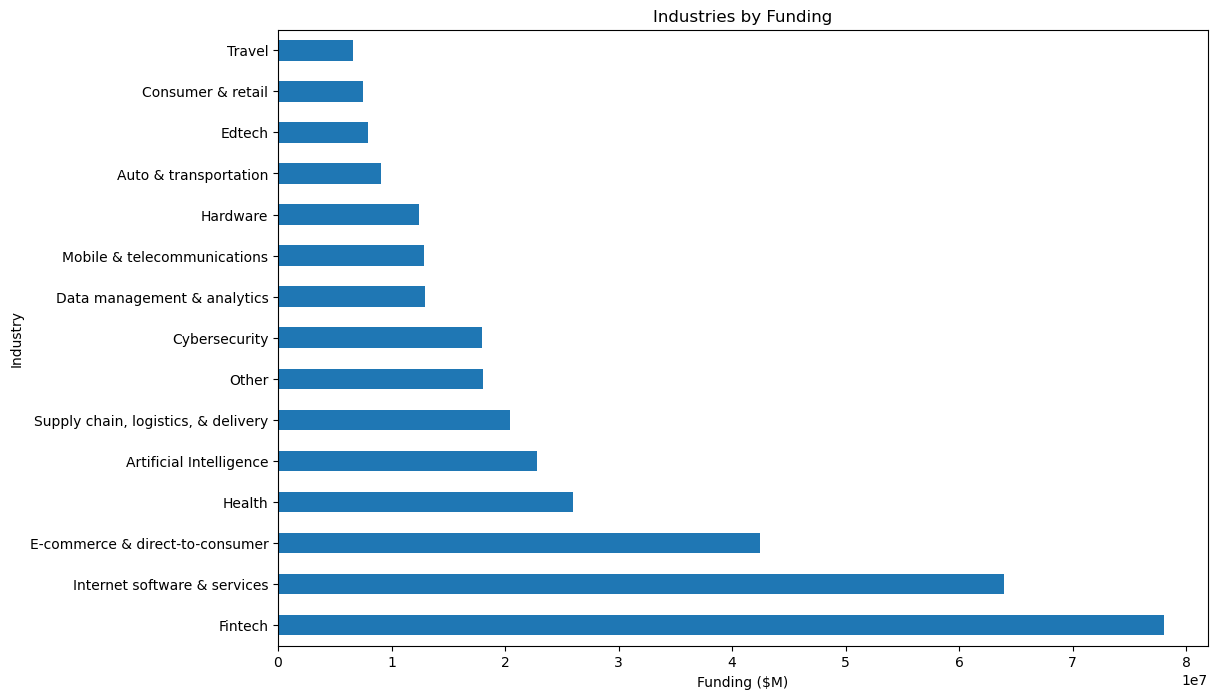 Industries by Funding
Travel
Consumer & retail
Edtech
Auto & transportation
Hardware
Mobile & telecommunications
Data management & analytics
Cybersecurity
Other
Supply chain, logistics, & delivery
Artificial Intelligence
Health
E-commerce & direct-to-consumer
Internet software & services
Fintech
Industry
0 1 2 3 4 5 6 7 8
1e7
Funding ($M)